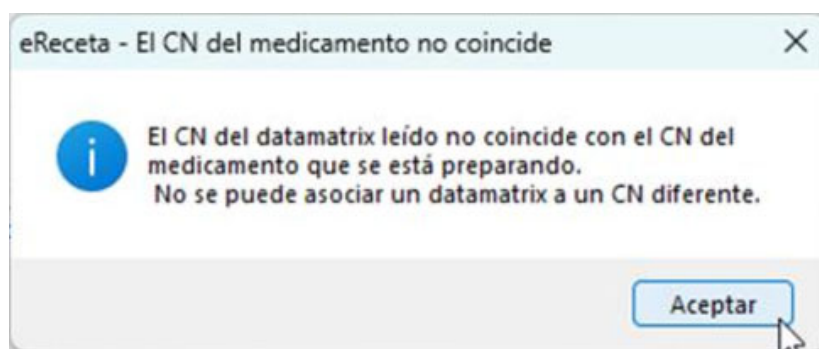 eReceta - El CN del medicamento no coincide
El CN del datamatrix leído no coincide con el CN del
medicamento que se está preparando.
No se puede asociar un datamatrix a un CN diferente.
Aceptar